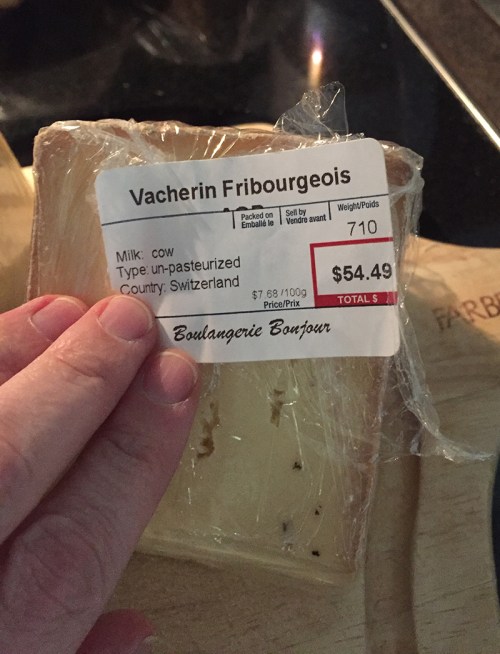 Vacherin Fribourgeois
Packed on
Emballé le
Sell by
Vendre avant
Weight/Poids
710
Milk: cow
Type: un-pasteurized
Country: Switzerland
$7.68/100g
Price/Prix
$54.49
TOTAL $
Boulangerie Bonjour